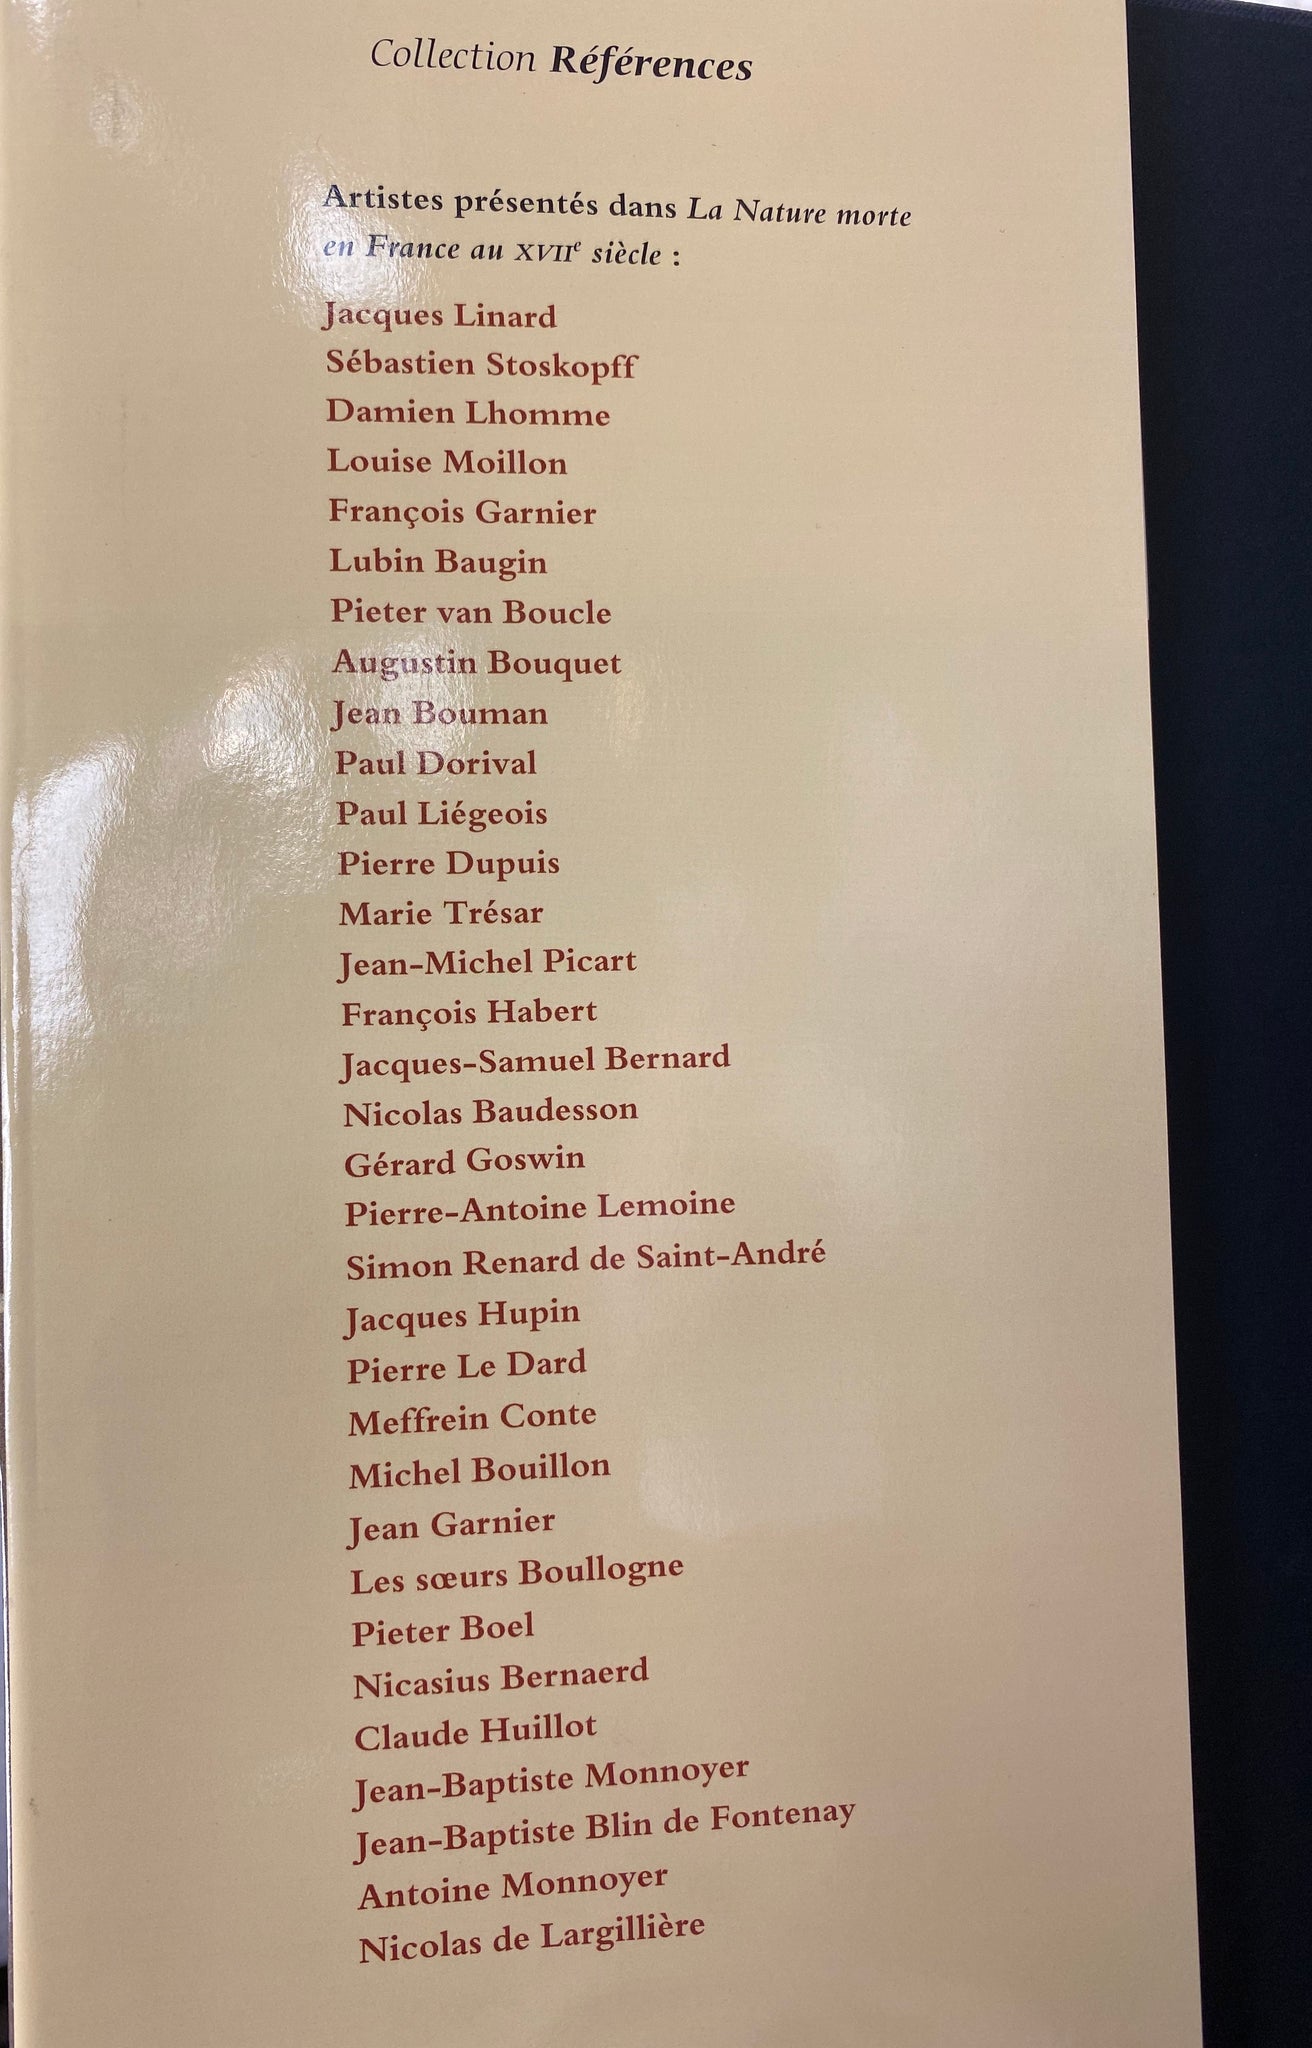 Collection Références
Artistes présentés dans La Nature morte
en France au XVIIe siècle :
Jacques Linard
Sébastien Stoskopff
Damien Lhomme
Louise Moillon
François Garnier
Lubin Baugin
Pieter van Boucle
Augustin Bouquet
Jean Bouman
Paul Dorival
Paul Liégeois
Pierre Dupuis
Marie Trésar
Jean-Michel Picart
François Habert
Jacques-Samuel Bernard
Nicolas Baudesson
Gérard Goswin
Pierre-Antoine Lemoine
Simon Renard de Saint-André
Jacques Hupin
Pierre Le Dard
Meffrein Conte
Michel Bouillon
Jean Garnier
Les sœurs Boullogne
Pieter Boel
Nicasius Bernaerd
Claude Huillot
Jean-Baptiste Monnoyer
Jean-Baptiste Blin de Fontenay
Antoine Monnoyer
Nicolas de Largillière